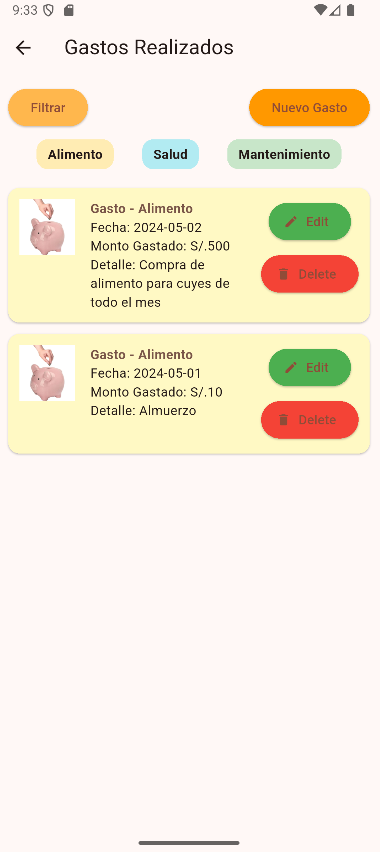 9:33
Gastos Realizados
Filtrar
Nuevo Gasto
Alimento
Salud
Mantenimiento
Gasto - Alimento
Fecha: 2024-05-02
Monto Gastado: S/.500
Detalle: Compra de
alimento para cuyes de
todo el mes
Edit
Delete
Gasto - Alimento
Fecha: 2024-05-01
Monto Gastado: S/.10
Detalle: Almuerzo
Edit
Delete